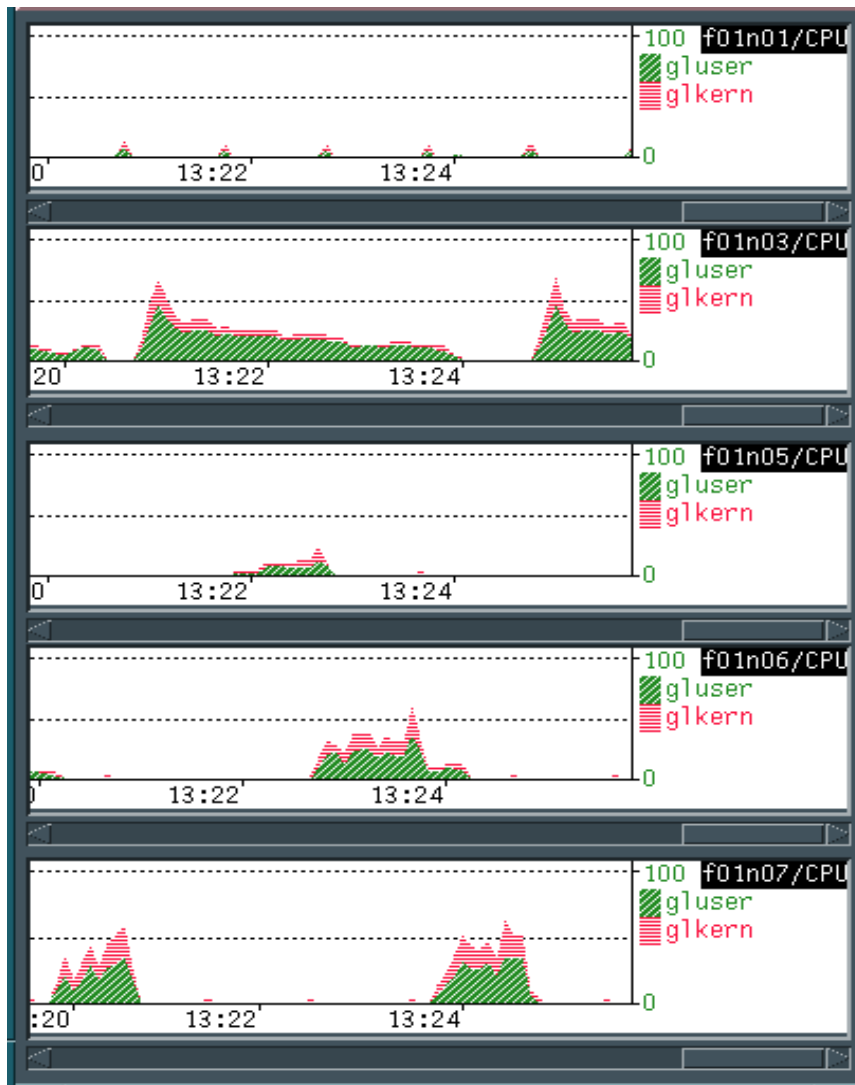 100 f01n01/CPU
gluser
glkern
0
0 13:22 13:24
100 f01n03/CPU
gluser
glkern
0
20 13:22 13:24
100 f01n05/CPU
gluser
glkern
0
0 13:22 13:24
100 f01n06/CPU
gluser
glkern
0
13:22 13:24
100 f01n07/CPU
gluser
glkern
0
:20 13:22 13:24